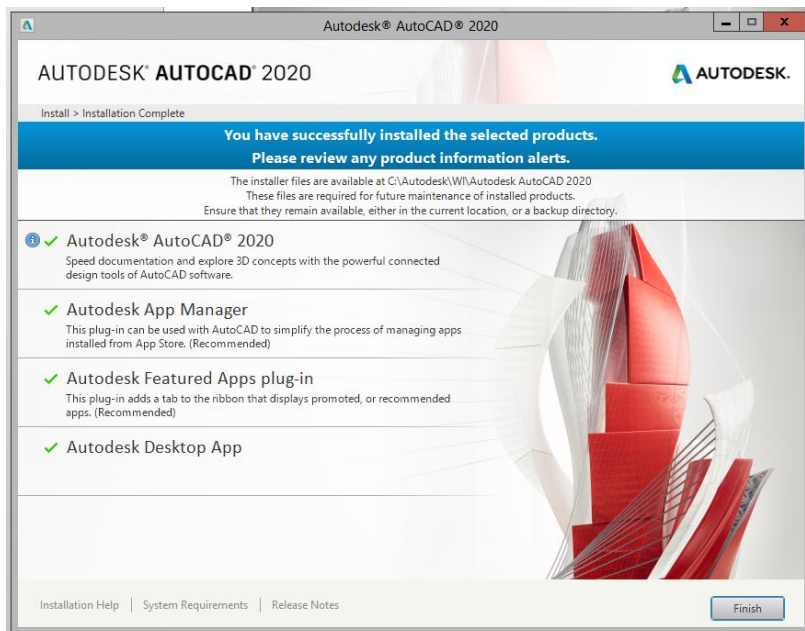 Autodesk® AutoCAD® 2020
AUTODESK® AUTOCAD® 2020
AUTODESK.
Install > Installation Complete
You have successfully installed the selected products.
Please review any product information alerts.
The installer files are available at C:\Autodesk\WI\Autodesk AutoCAD 2020
These files are required for future maintenance of installed products.
Ensure that they remain available, either in the current location, or a backup directory.
Autodesk® AutoCAD® 2020
Speed documentation and explore 3D concepts with the powerful connected
design tools of AutoCAD software.
Autodesk App Manager
This plug-in can be used with AutoCAD to simplify the process of managing apps
installed from App Store. (Recommended)
Autodesk Featured Apps plug-in
This plug-in adds a tab to the ribbon that displays promoted, or recommended
apps. (Recommended)
Autodesk Desktop App
Installation Help | System Requirements | Release Notes
Finish